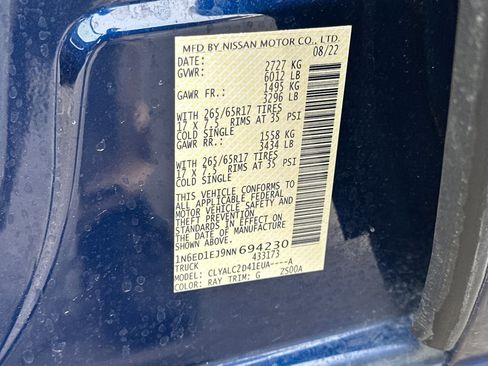 MFD BY NISSAN MOTOR CO., LTD.
DATE: 08/22
GVWR: 2727 KG
6012 LB
GAWR FR.: 1495 KG
3296 LB
WITH 265/65R17 TIRES
17 X 7.5 RIMS AT 35 PSI
COLD SINGLE
GAWR RR.: 1558 KG
3434 LB
WITH 265/65R17 TIRES
17 X 7.5 RIMS AT 35 PSI
COLD SINGLE
THIS VEHICLE CONFORMS TO
ALL APPLICABLE FEDERAL
MOTOR VEHICLE SAFETY AND
THEFT PREVENTION
STANDARDS IN EFFECT ON
THE DATE OF MANUFACTURE
SHOWN ABOVE.
1N6ED1EJ9NN694230
TRUCK 433173
CLYALC2D41EUA----A
COLOR: RAY TRIM: G ZS00A